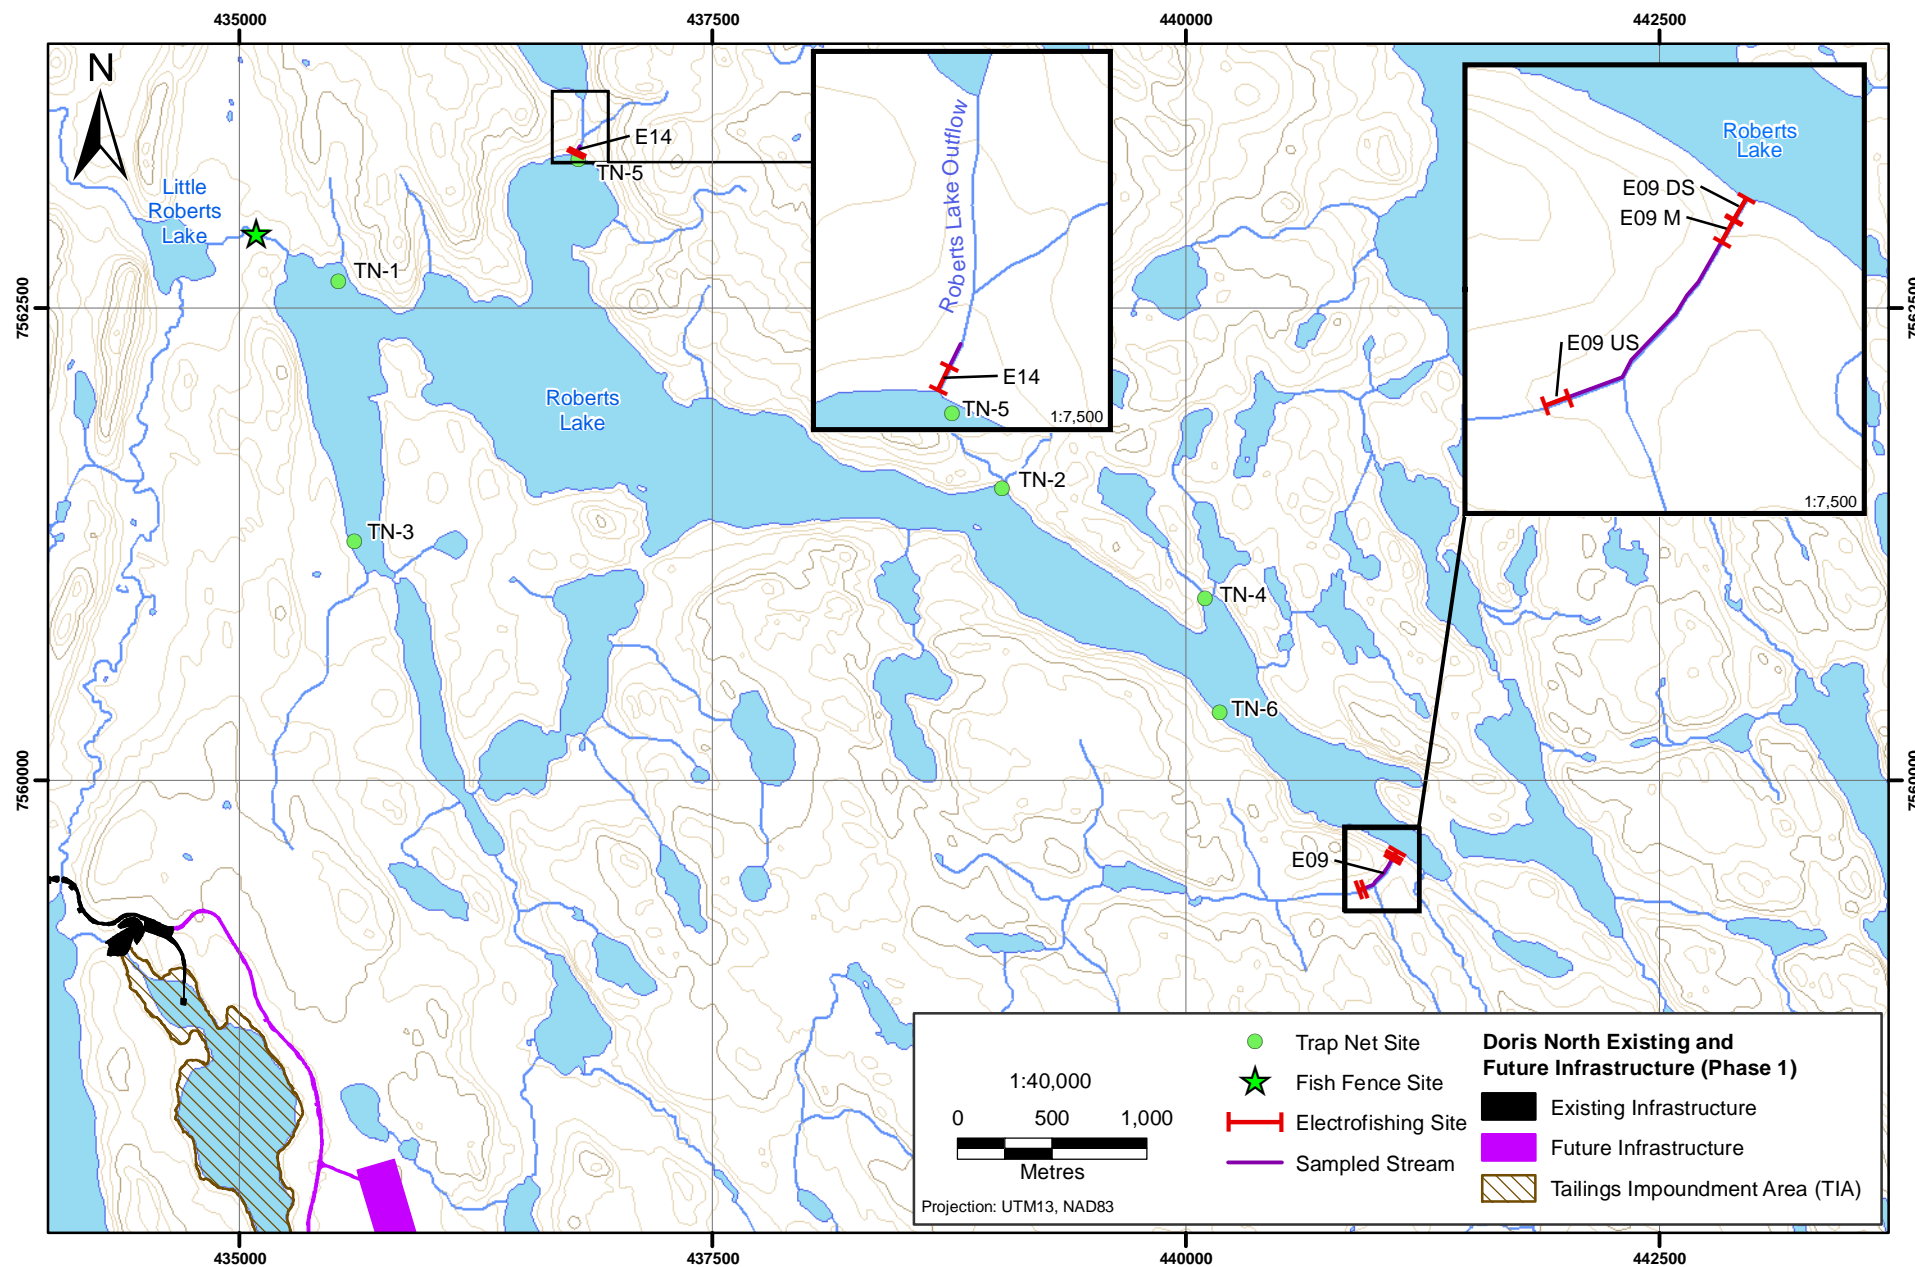 435000
437500
440000
442500
N
E14
TN-5
Little
Roberts
Lake
TN-1
7562500
7562500
Roberts
Lake
TN-3
TN-2
TN-4
TN-6
7560000
7560000
E09
Roberts Lake Outflow
E14
TN-5
1:7,500
Roberts
Lake
E09 DS
E09 M
E09 US
1:7,500
1:40,000
0 500 1,000
Metres
Projection: UTM13, NAD83
Trap Net Site
Fish Fence Site
Electrofishing Site
Sampled Stream
Doris North Existing and
Future Infrastructure (Phase 1)
Existing Infrastructure
Future Infrastructure
Tailings Impoundment Area (TIA)
435000
437500
440000
442500